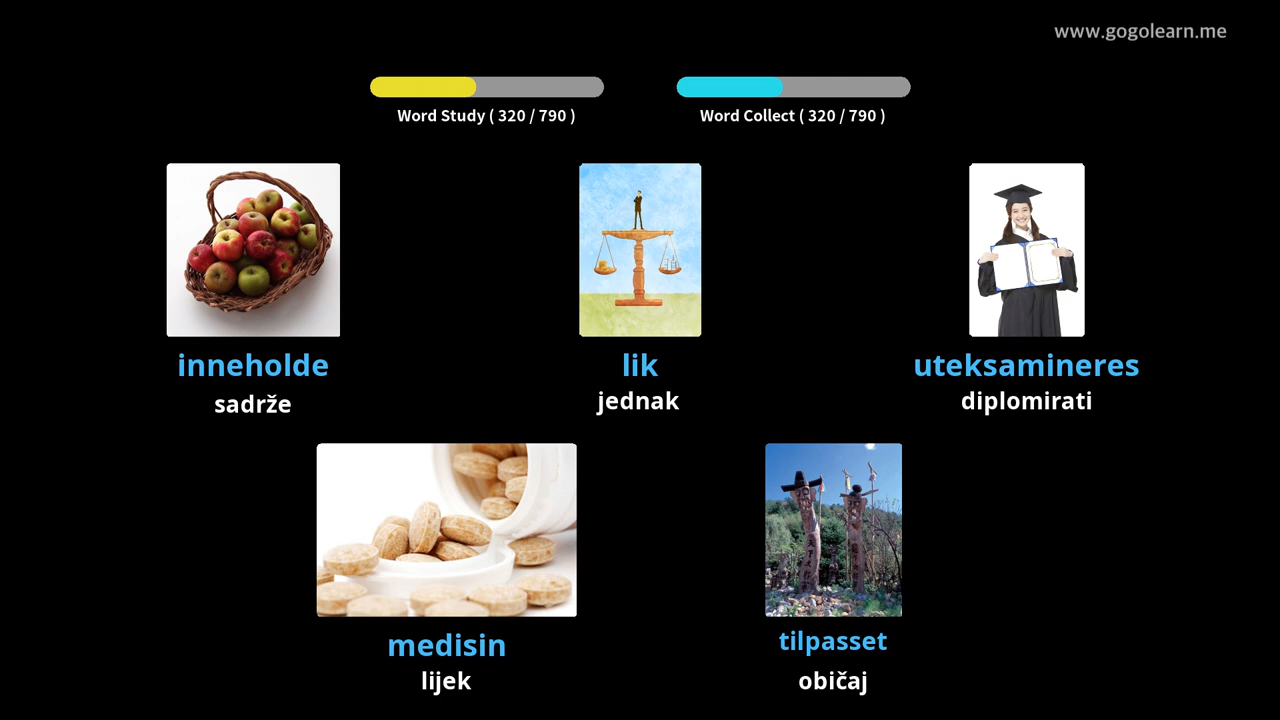 www.gogolearn.me
Word Study ( 320 / 790 )
Word Collect ( 320 / 790 )
inneholde
sadrže
lik
jednak
uteksamineres
diplomirati
medisin
lijek
tilpasset
običaj